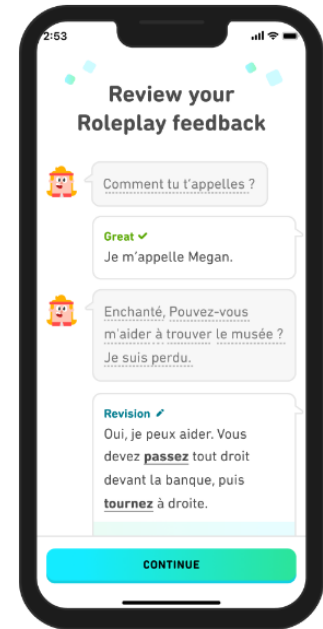 2:53
Review your
Roleplay feedback
Comment tu t'appelles ?
Great
Je m'appelle Megan.
Enchanté, Pouvez-vous
m'aider à trouver le musée ?
Je suis perdu.
Revision
Oui, je peux aider. Vous
devez passez tout droit
devant la banque, puis
tournez à droite.
CONTINUE